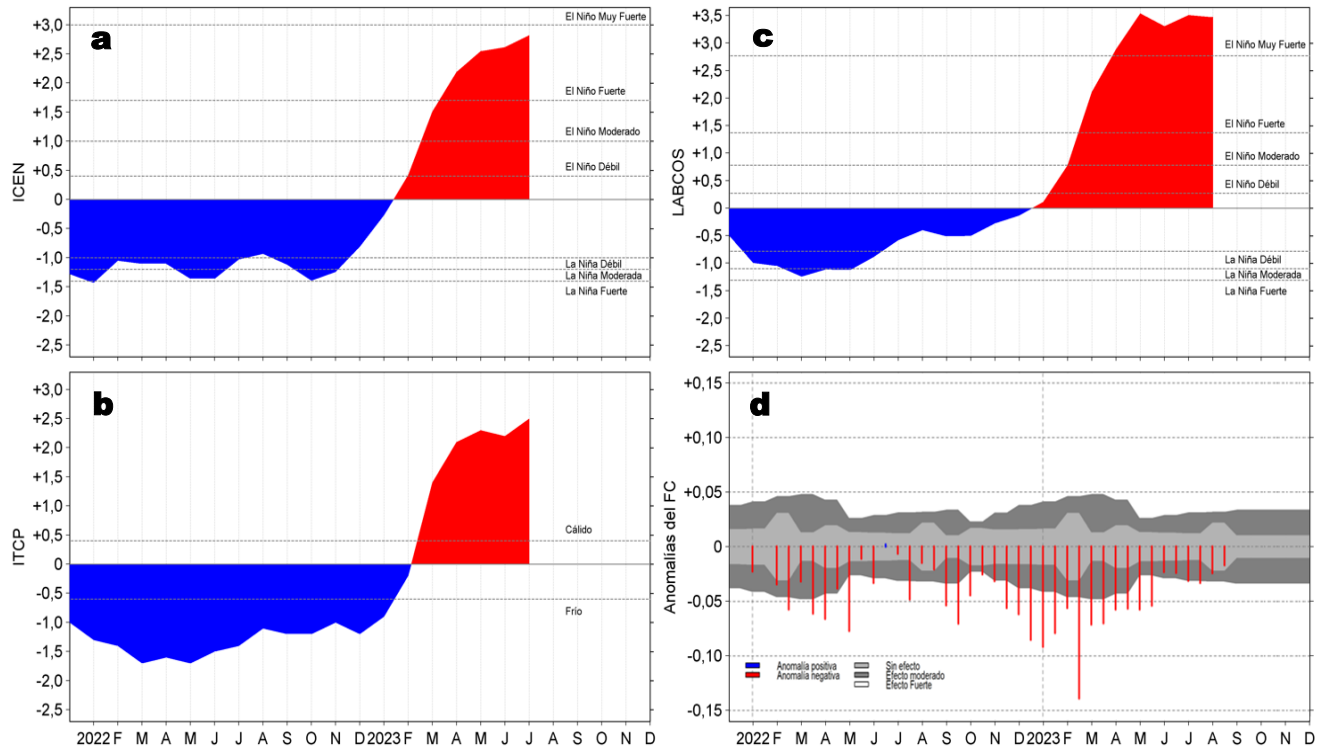 a
ICEN
+3,0
+2,5
+2,0
+1,5
+1,0
+0,5
0
-0,5
-1,0
-1,5
-2,0
-2,5
El Niño Muy Fuerte
El Niño Fuerte
El Niño Moderado
El Niño Débil
La Niña Débil
La Niña Moderada
La Niña Fuerte
c
LABCOS
+3,5
+3,0
+2,5
+2,0
+1,5
+1,0
+0,5
0
-0,5
-1,0
-1,5
-2,0
-2,5
El Niño Muy Fuerte
El Niño Fuerte
El Niño Moderado
El Niño Débil
La Niña Débil
La Niña Moderada
La Niña Fuerte
b
ITCP
+3,0
+2,5
+2,0
+1,5
+1,0
+0,5
0
-0,5
-1,0
-1,5
-2,0
-2,5
Cálido
Frío
2022 F M A M J J A S O N D 2023 F M A M J J A S O N D
d
Anomalías del FC
+0,15
+0,10
+0,05
0
-0,05
-0,10
-0,15
Anomalía positiva
Anomalía negativa
Sin efecto
Efecto moderado
Efecto Fuerte
2022 F M A M J J A S O N D 2023 F M A M J J A S O N D